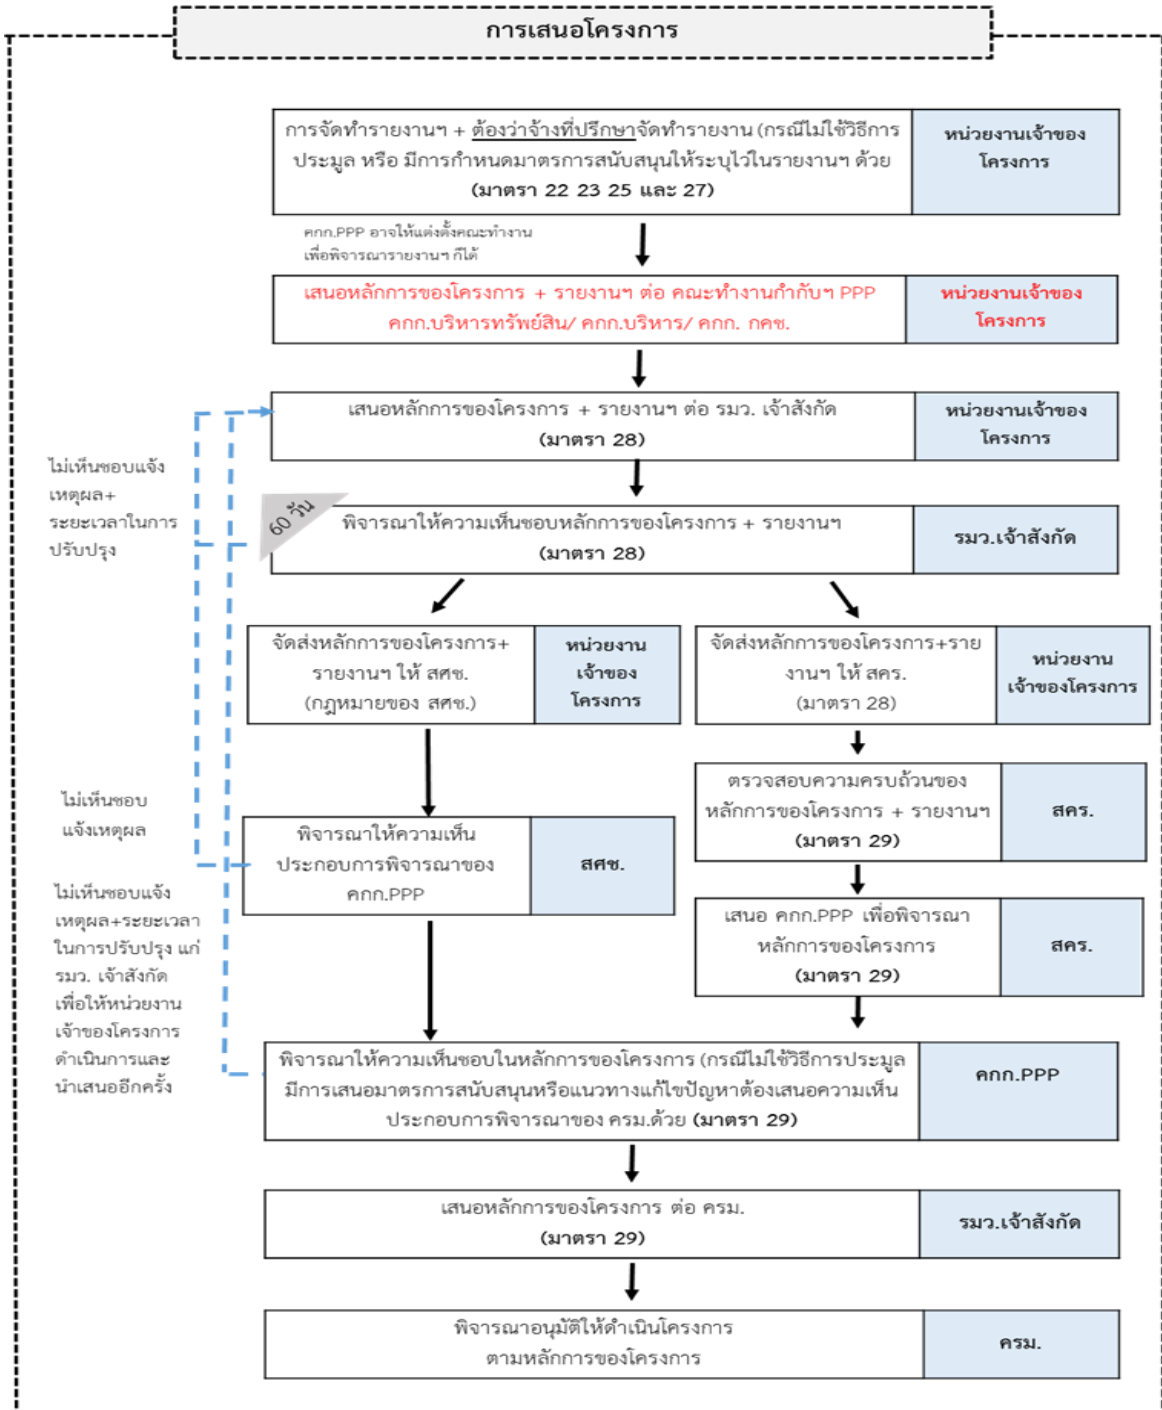 การเสนอโครงการ
การจัดทำรายงานฯ + ต้องว่าจ้างที่ปรึกษาจัดทำรายงาน (กรณีไม่ใช้วิธีการ
ประมูล หรือ มีการกำหนดมาตรการสนับสนุนให้ระบุไว้ในรายงานฯ ด้วย
(มาตรา 22 23 25 และ 27)
หน่วยงานเจ้าของ
โครงการ
คกก.PPP อาจให้แต่งตั้งคณะทำงาน
เพื่อพิจารณารายงานฯ ก็ได้
เสนอหลักการของโครงการ + รายงานฯ ต่อ คณะทำงานกำกับฯ PPP
คกก.บริหารทรัพย์สิน/ คกก.บริหาร/ คกก. กคช.
หน่วยงานเจ้าของ
โครงการ
เสนอหลักการของโครงการ + รายงานฯ ต่อ รมว. เจ้าสังกัด
(มาตรา 28)
หน่วยงานเจ้าของ
โครงการ
ไม่เห็นชอบแจ้ง
เหตุผล+
ระยะเวลาในการ
ปรับปรุง
60 วัน
พิจารณาให้ความเห็นชอบหลักการของโครงการ + รายงานฯ
(มาตรา 28)
รมว.เจ้าสังกัด
จัดส่งหลักการของโครงการ+
รายงานฯ ให้ สศช.
(กฎหมายของ สศช.)
หน่วยงาน
เจ้าของ
โครงการ
จัดส่งหลักการของโครงการ+ราย
งานฯ ให้ สคร.
(มาตรา 28)
หน่วยงาน
เจ้าของโครงการ
ตรวจสอบความครบถ้วนของ
หลักการของโครงการ + รายงานฯ
(มาตรา 29)
สคร.
ไม่เห็นชอบ
แจ้งเหตุผล
พิจารณาให้ความเห็น
ประกอบการพิจารณาของ
คกก.PPP
สศช.
เสนอ คกก.PPP เพื่อพิจารณา
หลักการของโครงการ
(มาตรา 29)
สคร.
ไม่เห็นชอบแจ้ง
เหตุผล+ระยะเวลา
ในการปรับปรุง แก่
รมว. เจ้าสังกัด
เพื่อให้หน่วยงาน
เจ้าของโครงการ
ดำเนินการและ
นำเสนออีกครั้ง
พิจารณาให้ความเห็นชอบในหลักการของโครงการ (กรณีไม่ใช้วิธีการประมูล
มีการเสนอมาตรการสนับสนุนหรือแนวทางแก้ไขปัญหาต้องเสนอความเห็น
ประกอบการพิจารณาของ ครม.ด้วย (มาตรา 29)
คกก.PPP
เสนอหลักการของโครงการ ต่อ ครม.
(มาตรา 29)
รมว.เจ้าสังกัด
พิจารณาอนุมัติให้ดำเนินโครงการ
ตามหลักการของโครงการ
ครม.